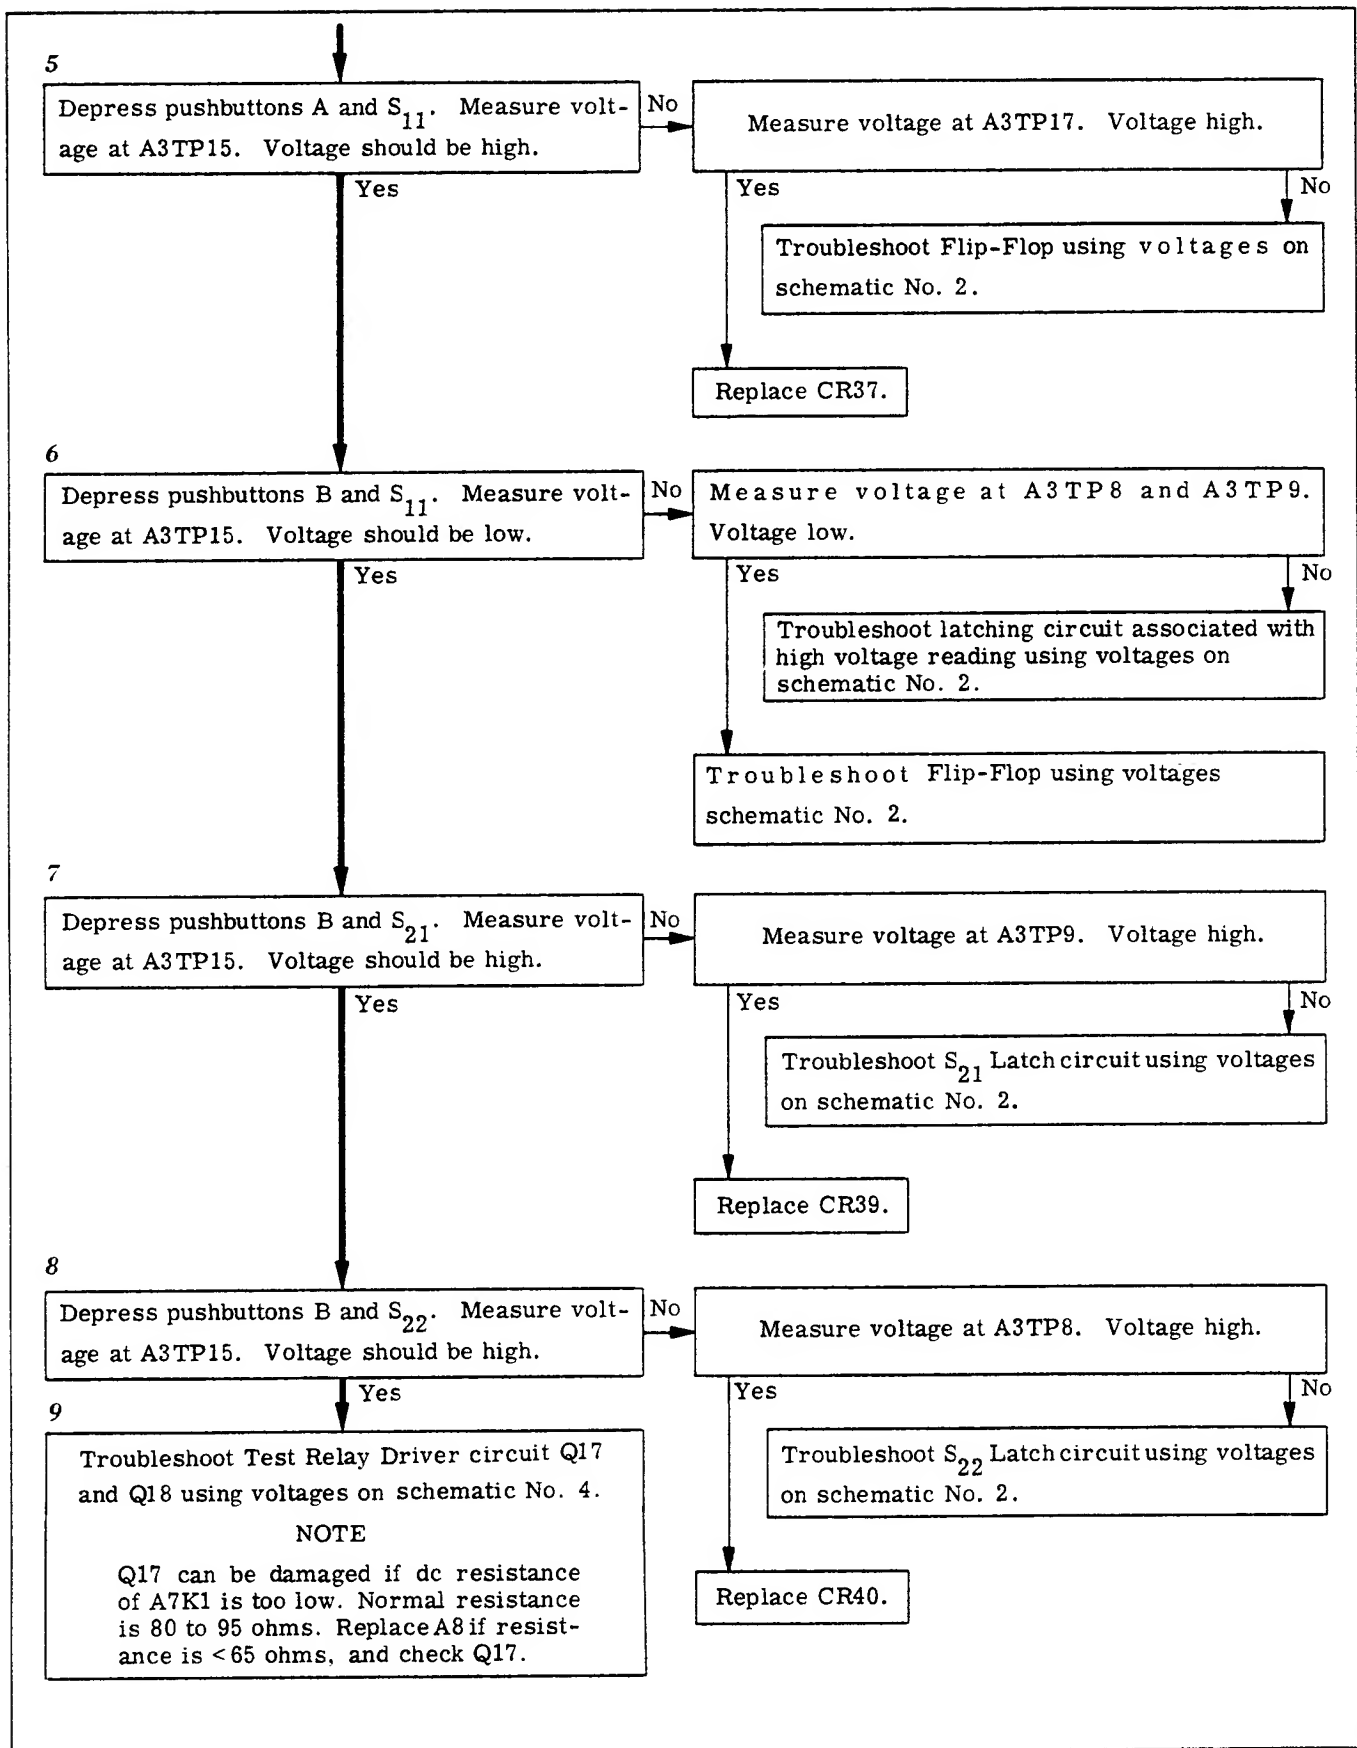 5
Depress pushbuttons A and S11. Measure volt-
age at A3TP15. Voltage should be high.
No
Measure voltage at A3TP17. Voltage high.
Yes
Yes
No
Troubleshoot Flip-Flop using voltages on
schematic No. 2.
Replace CR37.
6
Depress pushbuttons B and S11. Measure volt-
age at A3TP15. Voltage should be low.
No
Measure voltage at A3TP8 and A3TP9.
Voltage low.
Yes
Yes
No
Troubleshoot latching circuit associated with
high voltage reading using voltages on
schematic No. 2.
Troubleshoot Flip-Flop using voltages
schematic No. 2.
7
Depress pushbuttons B and S21. Measure volt-
age at A3TP15. Voltage should be high.
No
Measure voltage at A3TP9. Voltage high.
Yes
Yes
No
Troubleshoot S21 Latch circuit using voltages
on schematic No. 2.
Replace CR39.
8
Depress pushbuttons B and S22. Measure volt-
age at A3TP15. Voltage should be high.
No
Measure voltage at A3TP8. Voltage high.
Yes
Yes
No
Troubleshoot S22 Latch circuit using voltages
on schematic No. 2.
Replace CR40.
9
Troubleshoot Test Relay Driver circuit Q17
and Q18 using voltages on schematic No. 4.
NOTE
Q17 can be damaged if dc resistance
of A7K1 is too low. Normal resistance
is 80 to 95 ohms. Replace A8 if resist-
ance is <65 ohms, and check Q17.